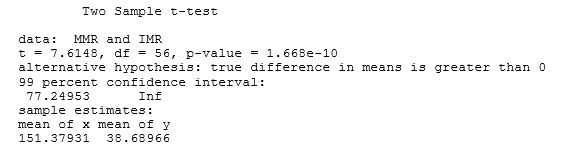 Two Sample t-test
data: MMR and IMR
t = 7.6148, df = 56, p-value = 1.668e-10
alternative hypothesis: true difference in means is greater than 0
99 percent confidence interval:
77.24953 Inf
sample estimates:
mean of x mean of y
151.37931 38.68966